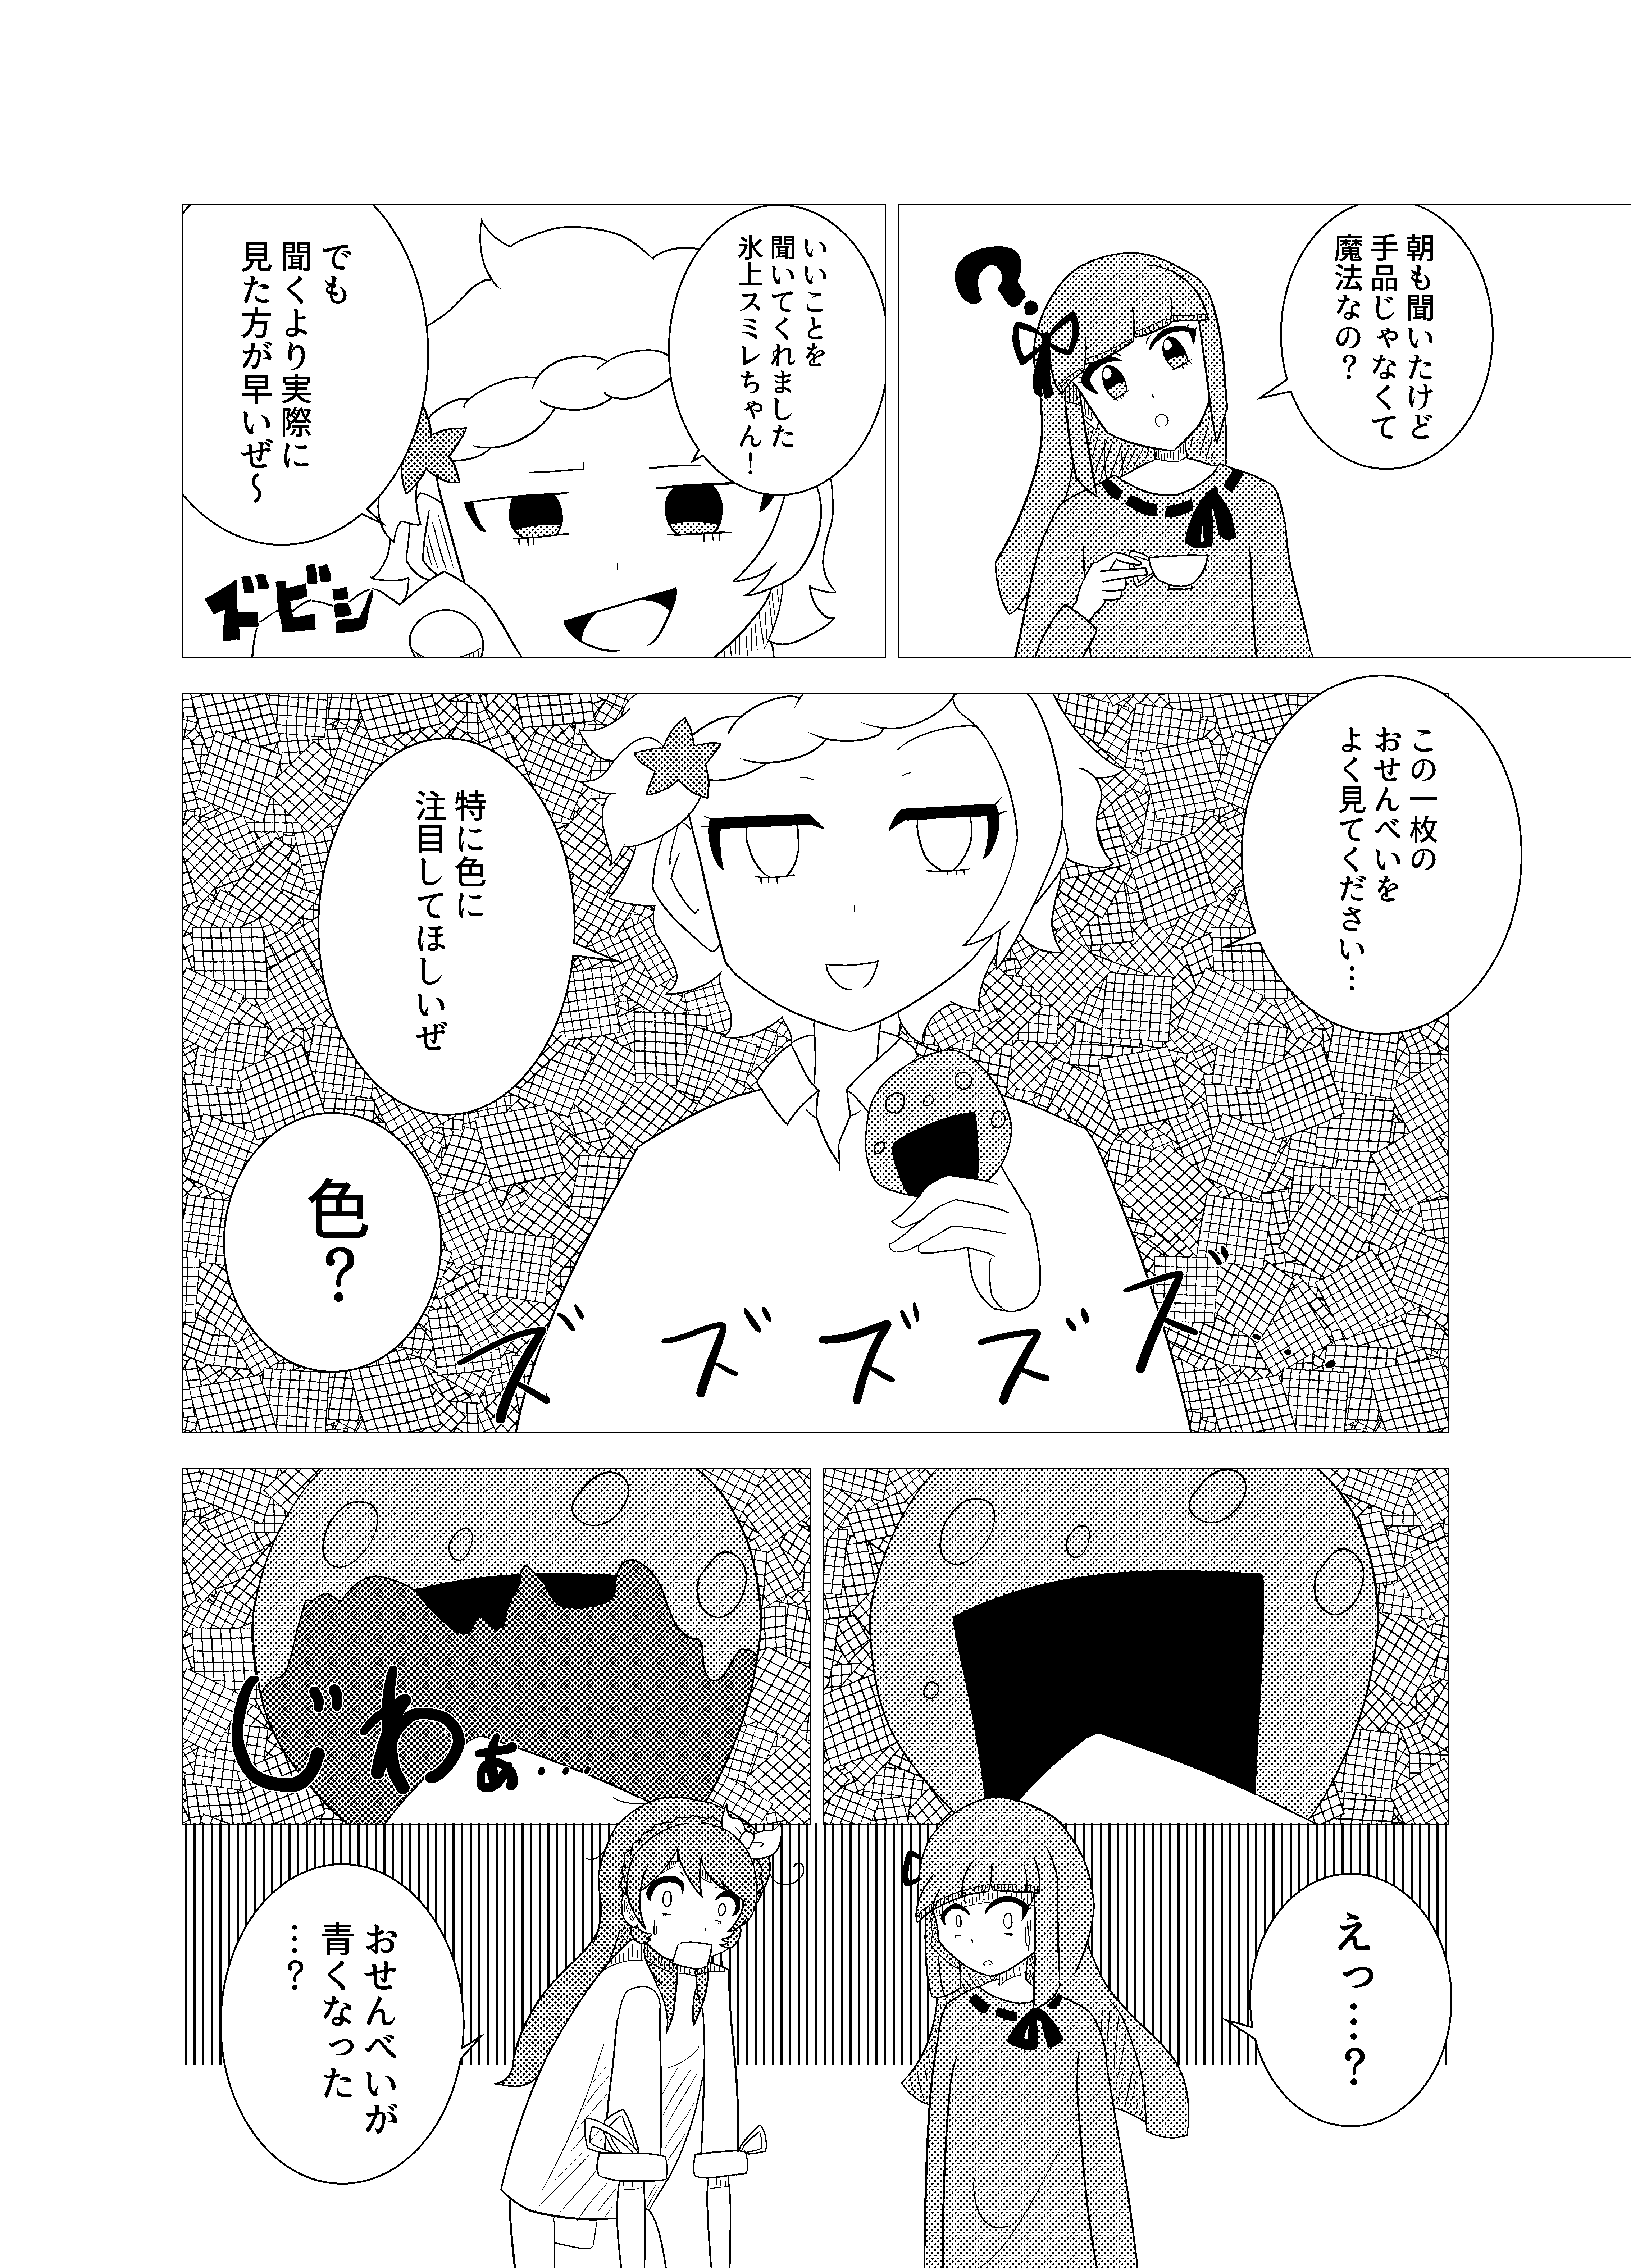 朝も聞いたけど
手品じゃなくて
魔法なの？
？
いいことを
聞いてくれました
氷上スミレちゃん！
でも
聞くより実際に
見た方が早いぜ～
ズビシ
この一枚の
おせんべいを
よく見てください…
特に色に
注目してほしいぜ
色？
ズズズズズ…
じわぁ…
えっ…？
おせんべいが
青くなった
…？